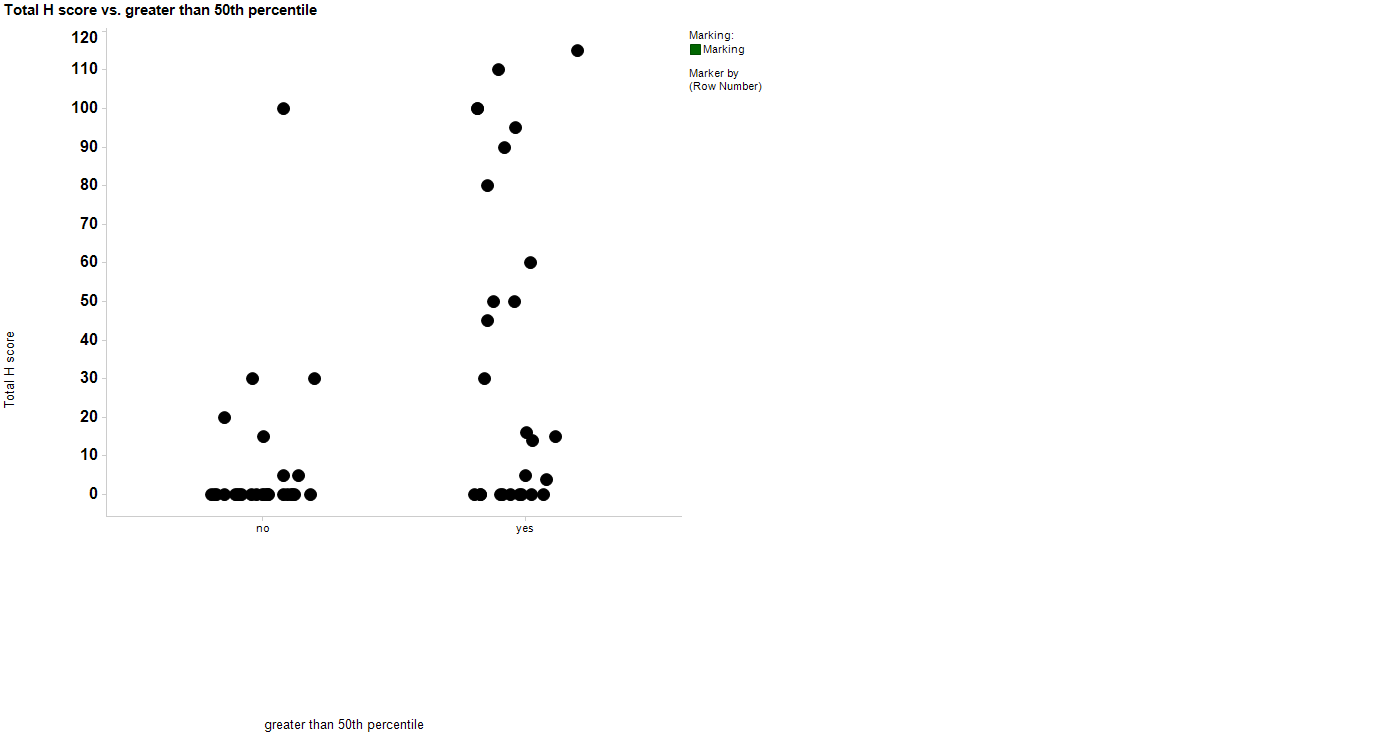 Total H score vs. greater than 50th percentile
120
110
100
90
80
70
60
50
40
30
20
10
0
Total H score
no
yes
greater than 50th percentile
Marking:
Marking
Marker by
(Row Number)